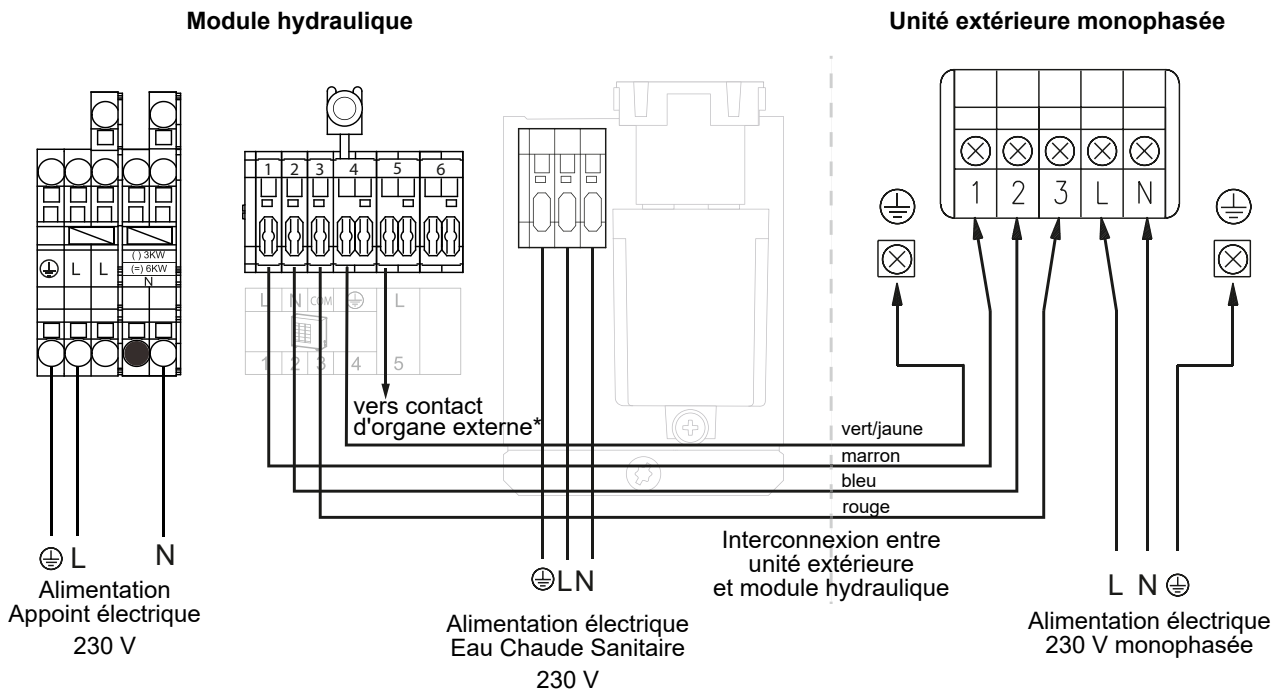 Module hydraulique
Unité extérieure monophasée
1 2 3 4 5 6
L L
( ) 3KW
(=) 6KW
N
L N COM L
1 2 3 4 5
1 2 3 L N
vers contact
d'organe externe*
vert/jaune
marron
bleu
rouge
Interconnexion entre
unité extérieure
et module hydraulique
L N
Alimentation
Appoint électrique
230 V
LN
Alimentation électrique
Eau Chaude Sanitaire
230 V
L N
Alimentation électrique
230 V monophasée